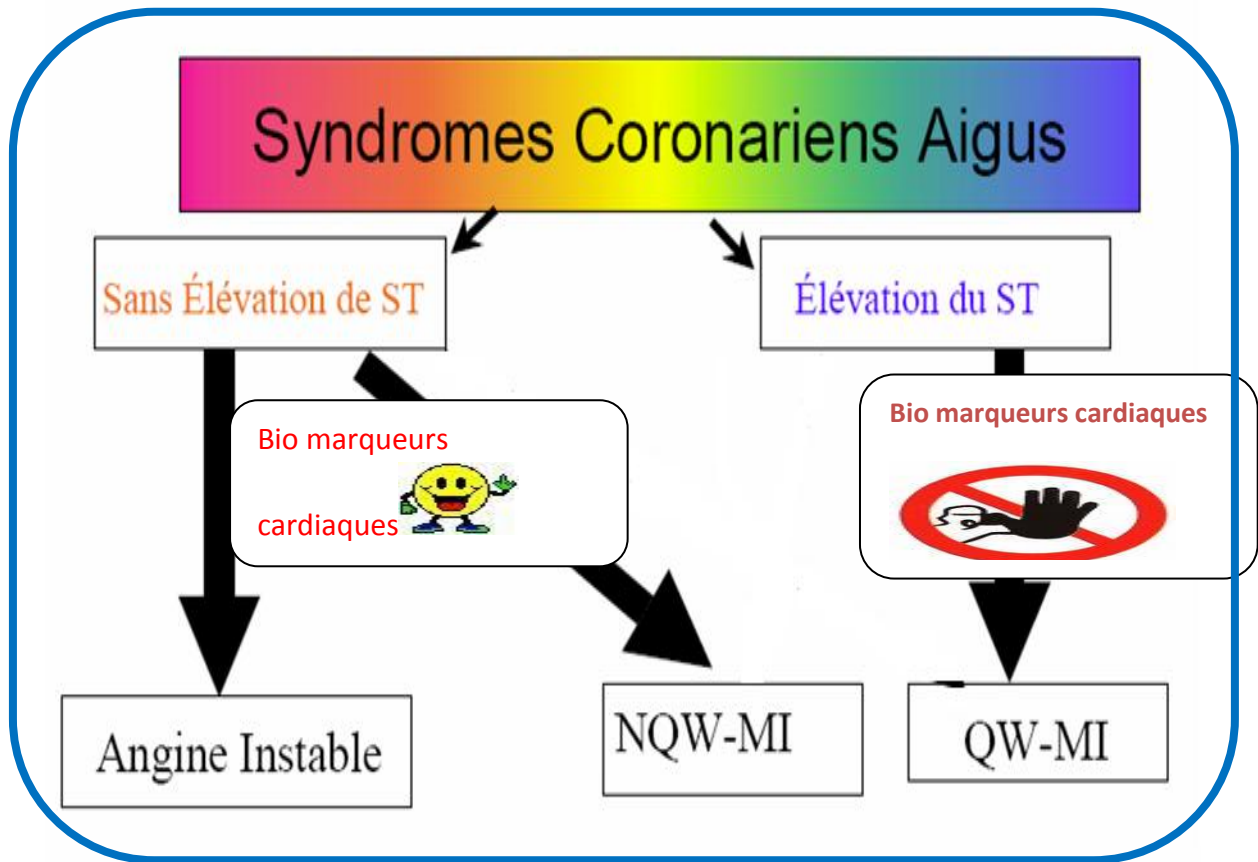 Syndromes Coronariens Aigus
Sans Élévation de ST
Élévation du ST
Bio marqueurs
cardiaques
Bio marqueurs cardiaques
Angine Instable
NQW-MI
QW-MI